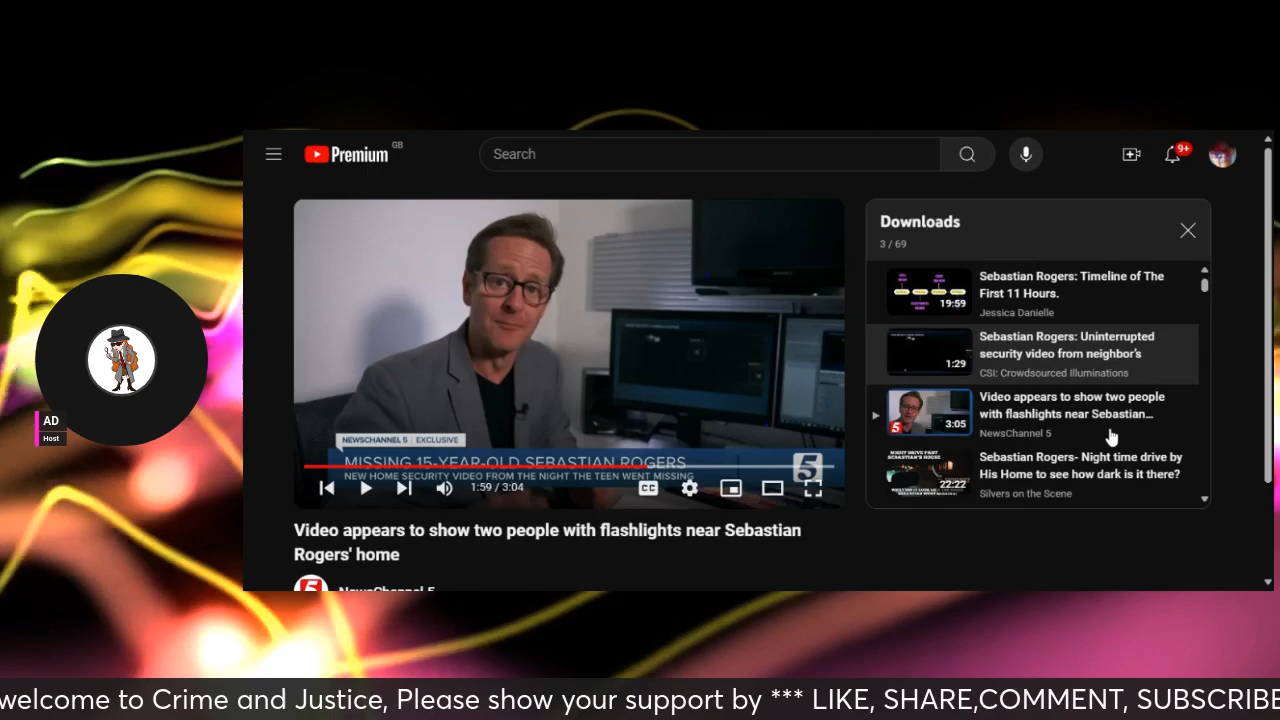 Premium GB
Search
9+
Downloads
3 / 69
19:59
Sebastian Rogers: Timeline of The
First 11 Hours.
Jessica Danielle
1:29
Sebastian Rogers: Uninterrupted
security video from neighbor's
CSI: Crowdsourced Illuminations
5
3:05
Video appears to show two people
with flashlights near Sebastian...
NewsChannel 5
22:22
Sebastian Rogers- Night time drive by
His Home to see how dark is it there?
Silvers on the Scene
NEWSCHANNEL 5 EXCLUSIVE
MISSING 15-YEAR-OLD SEBASTIAN ROGERS
NEW HOME SECURITY VIDEO FROM THE NIGHT THE TEEN WENT MISSING
5
1:59 / 3:04
CC
Video appears to show two people with flashlights near Sebastian
Rogers' home
5
NewsChannel 5
AD
Host
welcome to Crime and Justice, Please show your support by *** LIKE, SHARE,COMMENT, SUBSCRIBE